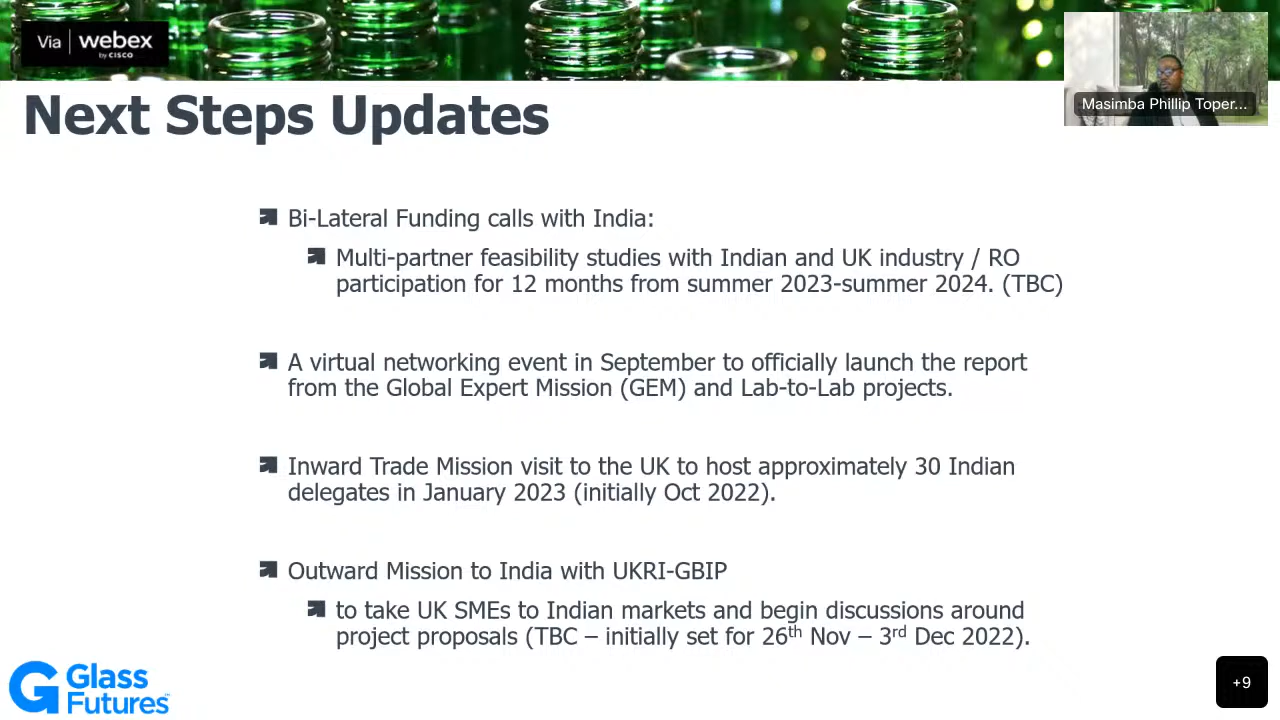 Via webex
by CISCO
Masimba Phillip Toper...
Next Steps Updates
Bi-Lateral Funding calls with India:
Multi-partner feasibility studies with Indian and UK industry / RO
participation for 12 months from summer 2023-summer 2024. (TBC)
A virtual networking event in September to officially launch the report
from the Global Expert Mission (GEM) and Lab-to-Lab projects.
Inward Trade Mission visit to the UK to host approximately 30 Indian
delegates in January 2023 (initially Oct 2022).
Outward Mission to India with UKRI-GBIP
to take UK SMEs to Indian markets and begin discussions around
project proposals (TBC – initially set for 26th Nov – 3rd Dec 2022).
Glass
Futures™
+9